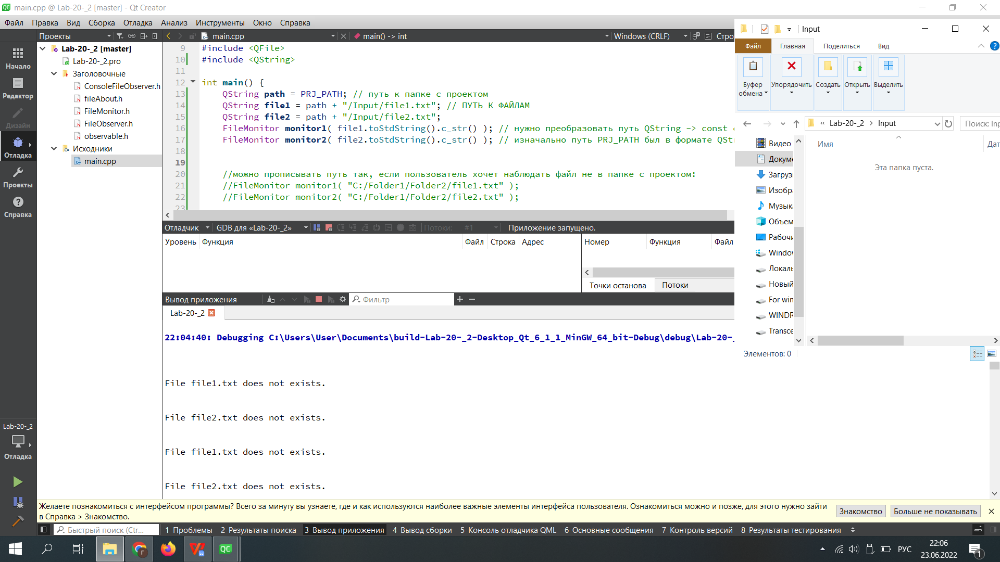 main.cpp @ Lab-20-_2 [master] - Qt Creator
Файл Правка Вид Сборка Отладка Анализ Инструменты Окно Справка
Проекты
main.cpp
main() -> int
Windows (CRLF)
Стро
Начало
Редактор
Дизайн
Отладка
Проекты
Справка
Lab-20-_2
Отладка
Lab-20-_2 [master]
Lab-20-_2.pro
Заголовочные
ConsoleFileObserver.h
fileAbout.h
FileMonitor.h
FileObserver.h
observable.h
Исходники
main.cpp
9 #include <QFile>
10 #include <QString>
11
12 int main() {
13 QString path = PRJ_PATH; // путь к папке с проектом
14 QString file1 = path + "/Input/file1.txt"; // ПУТЬ К ФАЙЛАМ
15 QString file2 = path + "/Input/file2.txt";
16 FileMonitor monitor1( file1.toStdString().c_str() ); // нужно преобразовать путь QString -> const c
17 FileMonitor monitor2( file2.toStdString().c_str() ); // изначально путь PRJ_PATH был в формате QStr
18
19
20 //можно прописывать путь так, если пользователь хочет наблюдать файл не в папке с проектом:
21 //FileMonitor monitor1( "C:/Folder1/Folder2/file1.txt" );
22 //FileMonitor monitor2( "C:/Folder1/Folder2/file2.txt" );
23
Отладчик GDB для «Lab-20-_2» Потоки: #1 Приложение запущено.
Уровень Функция Файл Строка Адрес
Номер Функция Файл
Точки останова Потоки
Вывод приложения Фильтр
Lab-20-_2
22:04:40: Debugging C:\Users\User\Documents\build-Lab-20-_2-Desktop_Qt_6_1_1_MinGW_64_bit-Debug\debug\Lab-20-_
File file1.txt does not exists.
File file2.txt does not exists.
File file1.txt does not exists.
File file2.txt does not exists.
Input
Файл Главная Поделиться Вид
Буфер обмена
Упорядочить
Создать
Открыть
Выделить
« Lab-20-_2 > Input
Поиск: Inp
Видео
Докуме
Загруз
Изобра
Музыка
Объем
Рабочи
Window
Локаль
Новый
For win
WINDR
Transce
Имя
Дат
Эта папка пуста.
Элементов: 0
Желаете познакомиться с интерфейсом программы? Всего за минуту вы узнаете, где и как используются наиболее важные элементы интерфейса пользователя. Ознакомиться можно и позже, для этого нужно зайти
в Справка > Знакомство.
Знакомство
Больше не показывать
Быстрый поиск (Ctr...
1 Проблемы 2 Результаты поиска 3 Вывод приложения 4 Вывод сборки 5 Консоль отладчика QML 6 Основные сообщения 7 Контроль версий 8 Результаты тестирования
РУС
22:06
23.06.2022
1